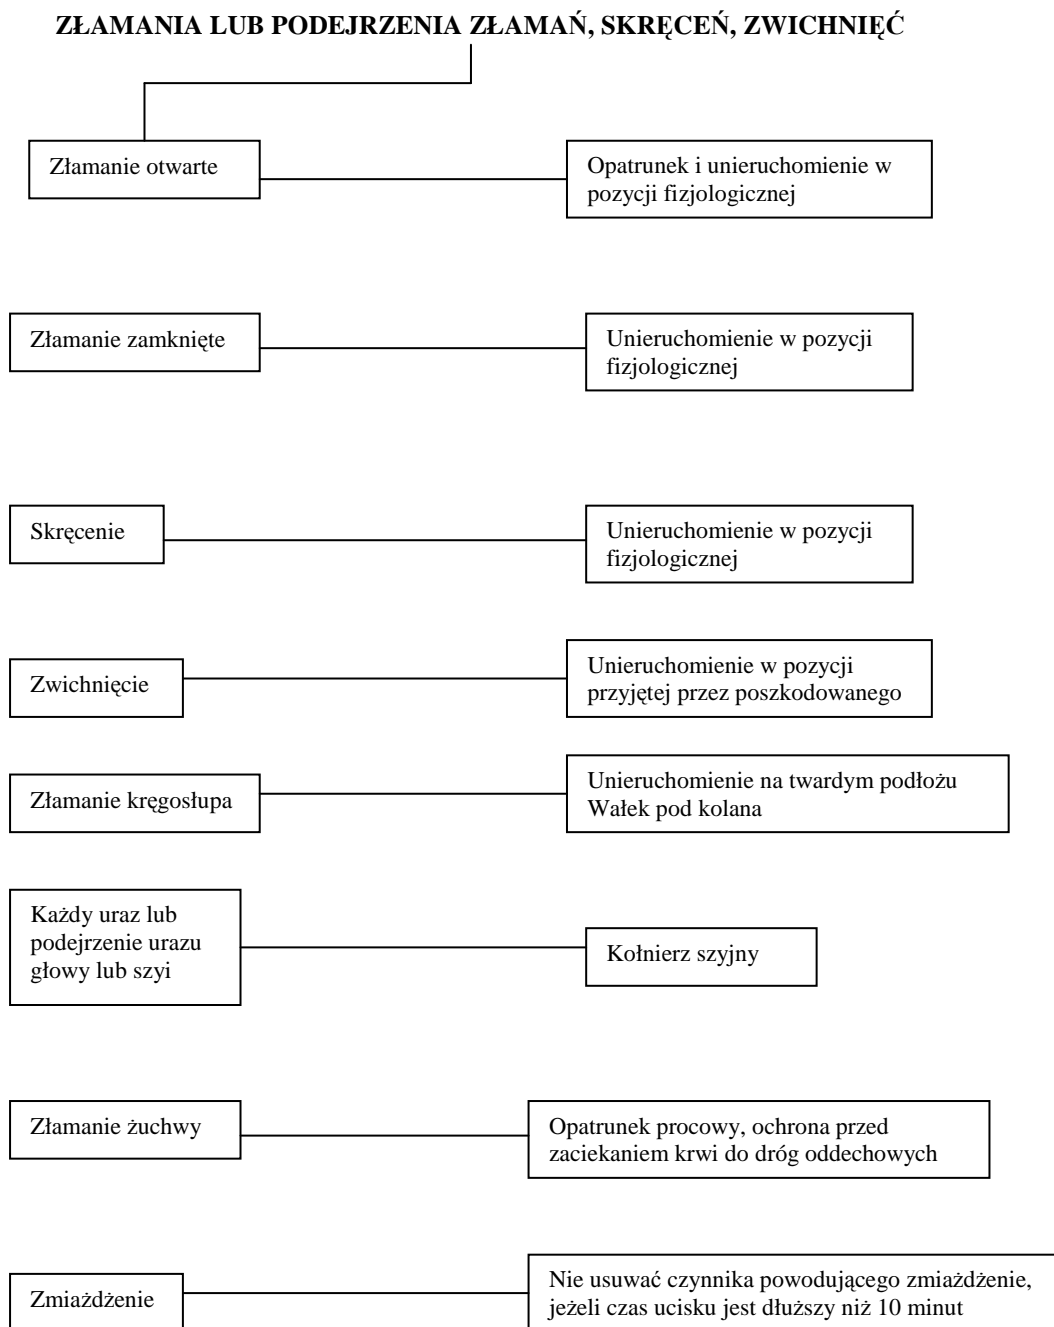 ZŁAMANIA LUB PODEJRZENIA ZŁAMAŃ, SKRĘCEŃ, ZWICHNIĘĆ
Złamanie otwarte
Opatrunek i unieruchomienie w
pozycji fizjologicznej
Złamanie zamknięte
Unieruchomienie w pozycji
fizjologicznej
Skręcenie
Unieruchomienie w pozycji
fizjologicznej
Zwichnięcie
Unieruchomienie w pozycji
przyjętej przez poszkodowanego
Złamanie kręgosłupa
Unieruchomienie na twardym podłożu
Wałek pod kolana
Każdy uraz lub
podejrzenie urazu
głowy lub szyi
Kołnierz szyjny
Złamanie żuchwy
Opatrunek procowy, ochrona przed
zaciekaniem krwi do dróg oddechowych
Zmiażdżenie
Nie usuwać czynnika powodującego zmiażdżenie,
jeżeli czas ucisku jest dłuższy niż 10 minut